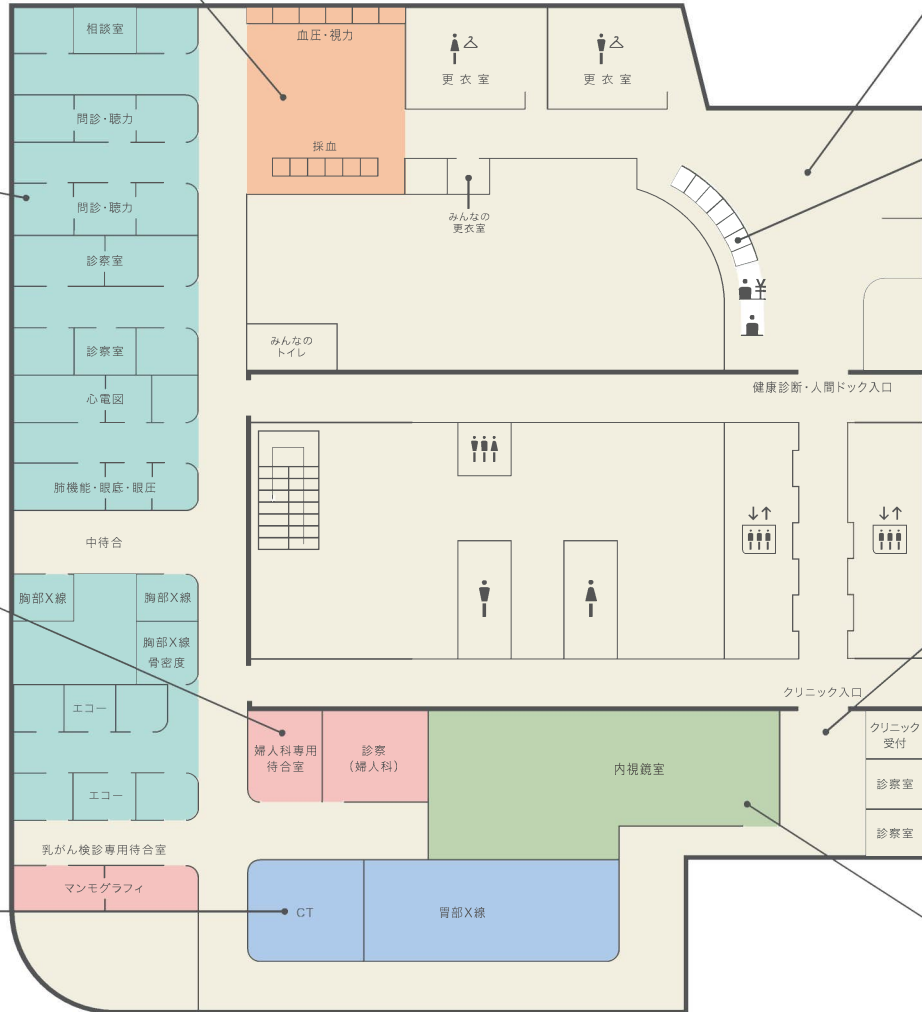 相談室
血圧・視力
更衣室
更衣室
問診・聴力
採血
問診・聴力
みんなの
更衣室
診察室
¥
診察室
みんなの
トイレ
健康診断・人間ドック入口
心電図
肺機能・眼底・眼圧
中待合
胸部X線
胸部X線
胸部X線
骨密度
クリニック入口
エコー
クリニック
受付
婦人科専用
待合室
診察
(婦人科)
内視鏡室
診察室
エコー
診察室
乳がん検診専用待合室
マンモグラフィ
CT
胃部X線